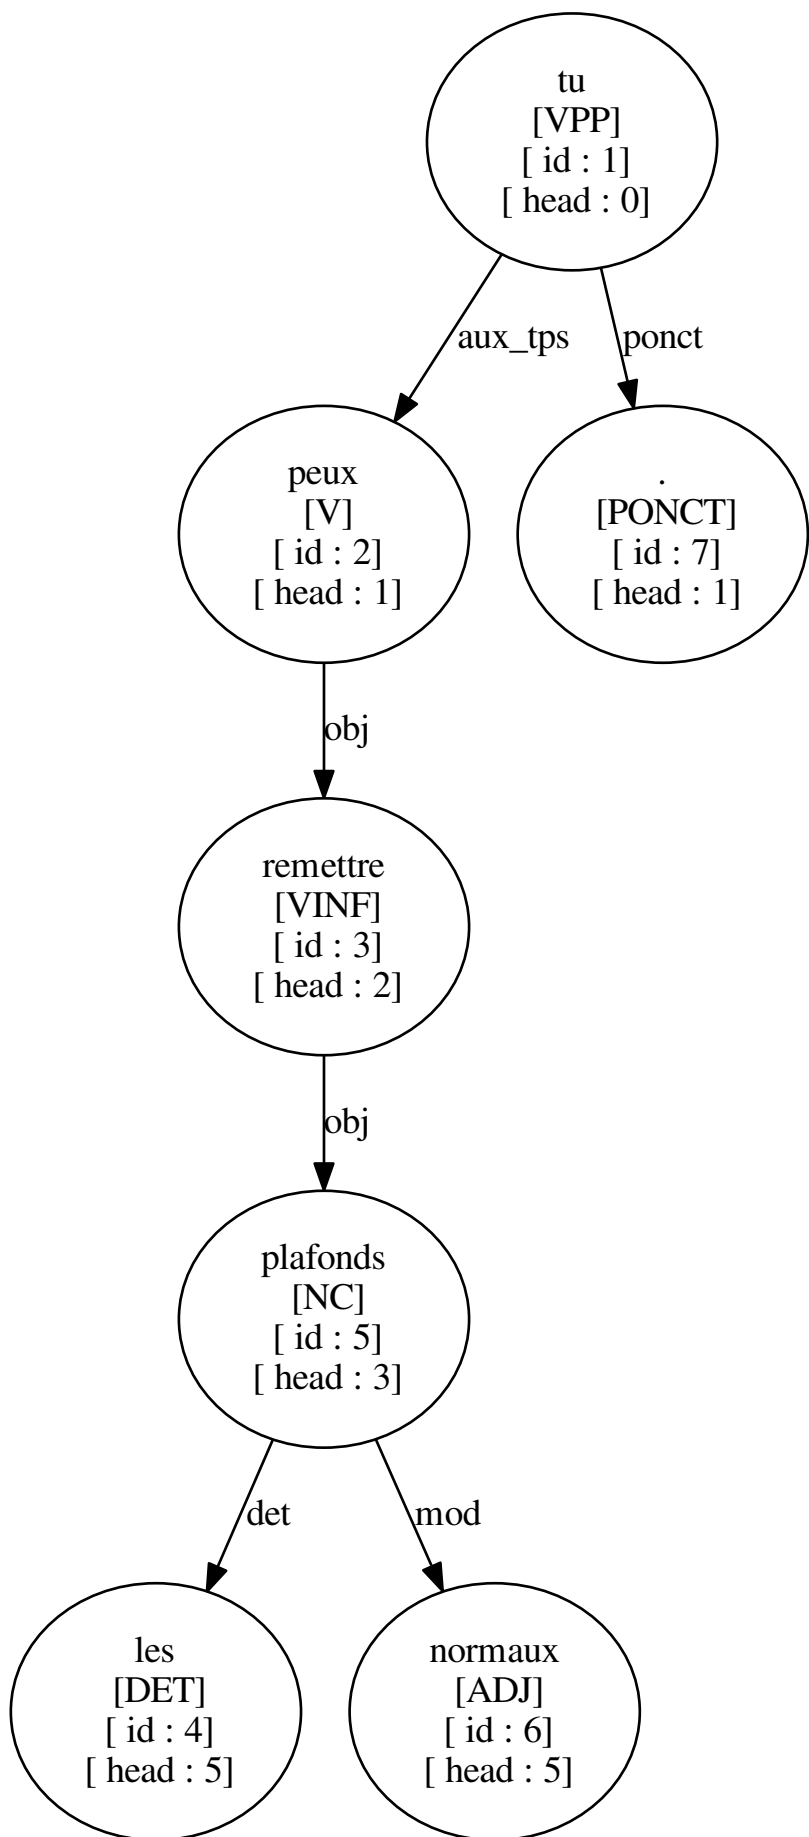 tu
[VPP]
[ id : 1]
[ head : 0]
aux_tps
ponct
peux
[V]
[ id : 2]
[ head : 1]
.
[PONCT]
[ id : 7]
[ head : 1]
obj
remettre
[VINF]
[ id : 3]
[ head : 2]
obj
plafonds
[NC]
[ id : 5]
[ head : 3]
det
mod
les
[DET]
[ id : 4]
[ head : 5]
normaux
[ADJ]
[ id : 6]
[ head : 5]